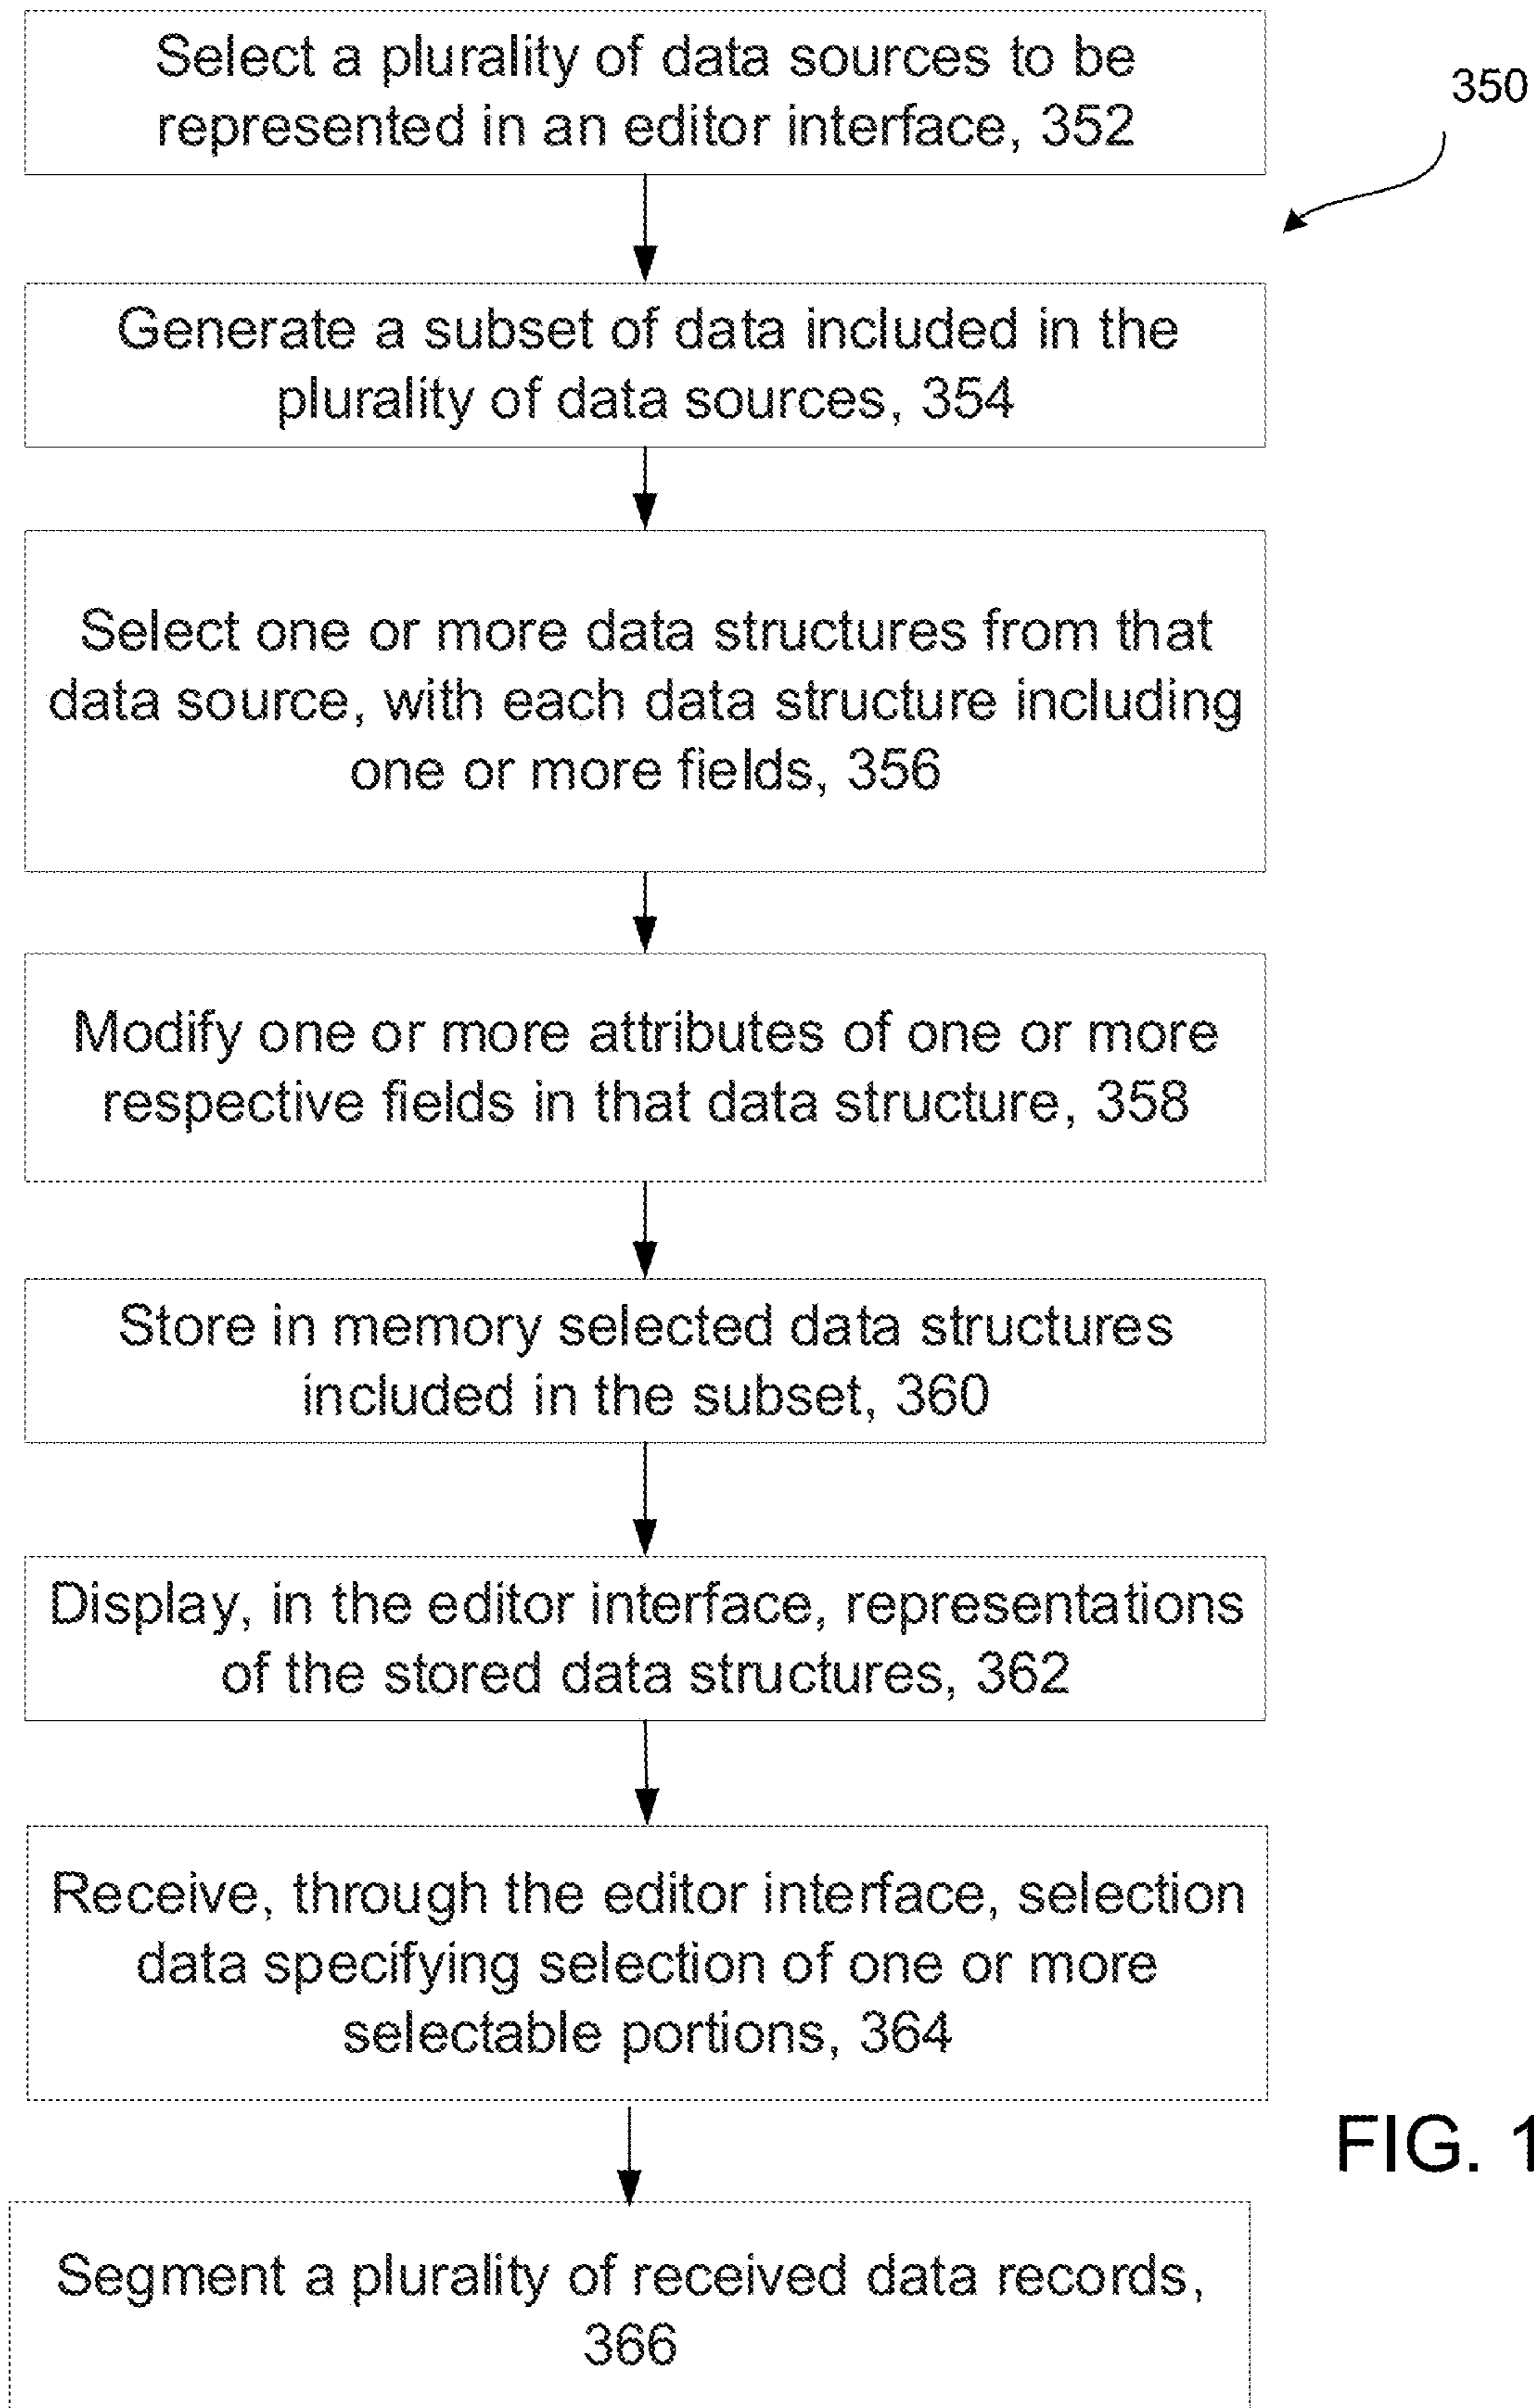 Select a plurality of data sources to be
represented in an editor interface, 352
350
Generate a subset of data included in the
plurality of data sources, 354
Select one or more data structures from that
data source, with each data structure including
one or more fields, 356
Modify one or more attributes of one or more
respective fields in that data structure, 358
Store in memory selected data structures
included in the subset, 360
Display, in the editor interface, representations
of the stored data structures, 362
Receive, through the editor interface, selection
data specifying selection of one or more
selectable portions, 364
FIG. 1
Segment a plurality of received data records,
366